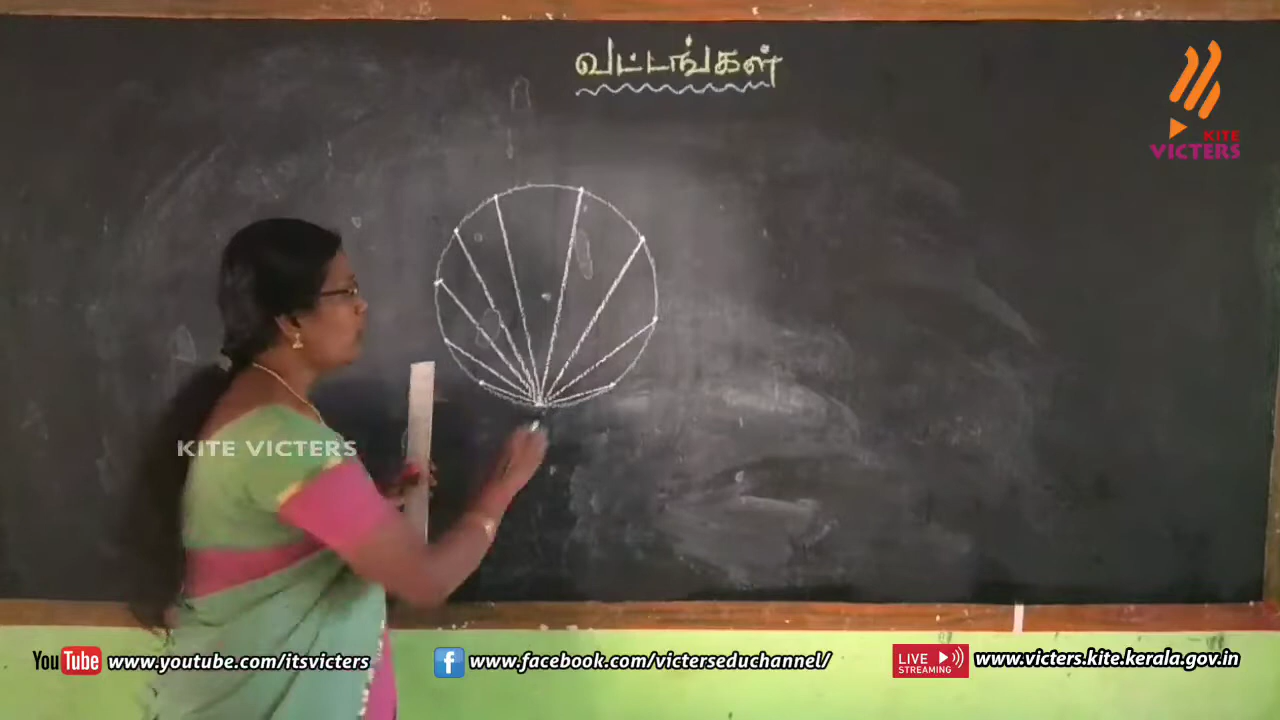 வட்டங்கள்
KITE
VICTERS
KITE VICTERS
You Tube www.youtube.com/itsvicters
f www.facebook.com/victerseduchannel/
LIVE STREAMING www.victers.kite.kerala.gov.in